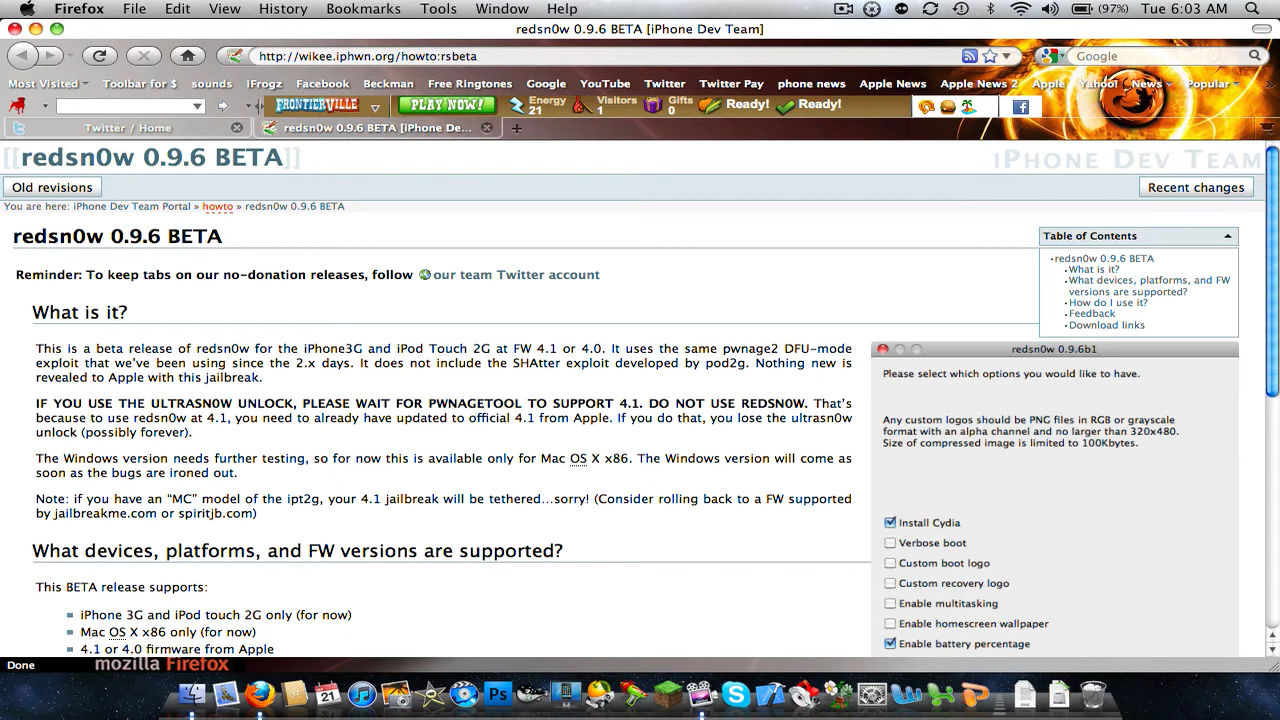 Firefox File Edit View History Bookmarks Tools Window Help (97%) Tue 6:03 AM
redsn0w 0.9.6 BETA [iPhone Dev Team]
http://wikee.iphwn.org/howto:rsbeta Google
Most Visited Toolbar for $ sounds iFrogz Facebook Beckman Free Ringtones Google YouTube Twitter Twitter Pay phone news Apple News Apple News 2 Apple Yahoo! News Popular
FRONTIERVILLE PLAY NOW! Energy 21 Visitors 1 Gifts 0 Ready! Ready!
Twitter / Home redsn0w 0.9.6 BETA [iPhone De...
[[redsn0w 0.9.6 BETA]] iPhone Dev Team
Old revisions Recent changes
You are here: iPhone Dev Team Portal » howto » redsn0w 0.9.6 BETA
redsn0w 0.9.6 BETA
Reminder: To keep tabs on our no-donation releases, follow our team Twitter account
Table of Contents
redsn0w 0.9.6 BETA
What is it?
What devices, platforms, and FW
versions are supported?
How do I use it?
Feedback
Download links
What is it?
This is a beta release of redsn0w for the iPhone3G and iPod Touch 2G at FW 4.1 or 4.0. It uses the same pwnage2 DFU-mode
exploit that we've been using since the 2.x days. It does not include the SHAtter exploit developed by pod2g. Nothing new is
revealed to Apple with this jailbreak.
IF YOU USE THE ULTRASN0W UNLOCK, PLEASE WAIT FOR PWNAGETOOL TO SUPPORT 4.1. DO NOT USE REDSN0W. That's
because to use redsn0w at 4.1, you need to already have updated to official 4.1 from Apple. If you do that, you lose the ultrasn0w
unlock (possibly forever).
The Windows version needs further testing, so for now this is available only for Mac OS X x86. The Windows version will come as
soon as the bugs are ironed out.
Note: if you have an “MC” model of the ipt2g, your 4.1 jailbreak will be tethered...sorry! (Consider rolling back to a FW supported
by jailbreakme.com or spiritjb.com)
What devices, platforms, and FW versions are supported?
This BETA release supports:
iPhone 3G and iPod touch 2G only (for now)
Mac OS X x86 only (for now)
4.1 or 4.0 firmware from Apple
redsn0w 0.9.6b1
Please select which options you would like to have.
Any custom logos should be PNG files in RGB or grayscale
format with an alpha channel and no larger than 320x480.
Size of compressed image is limited to 100Kbytes.
Install Cydia
Verbose boot
Custom boot logo
Custom recovery logo
Enable multitasking
Enable homescreen wallpaper
Enable battery percentage
Done mozilla Firefox
21 Ps